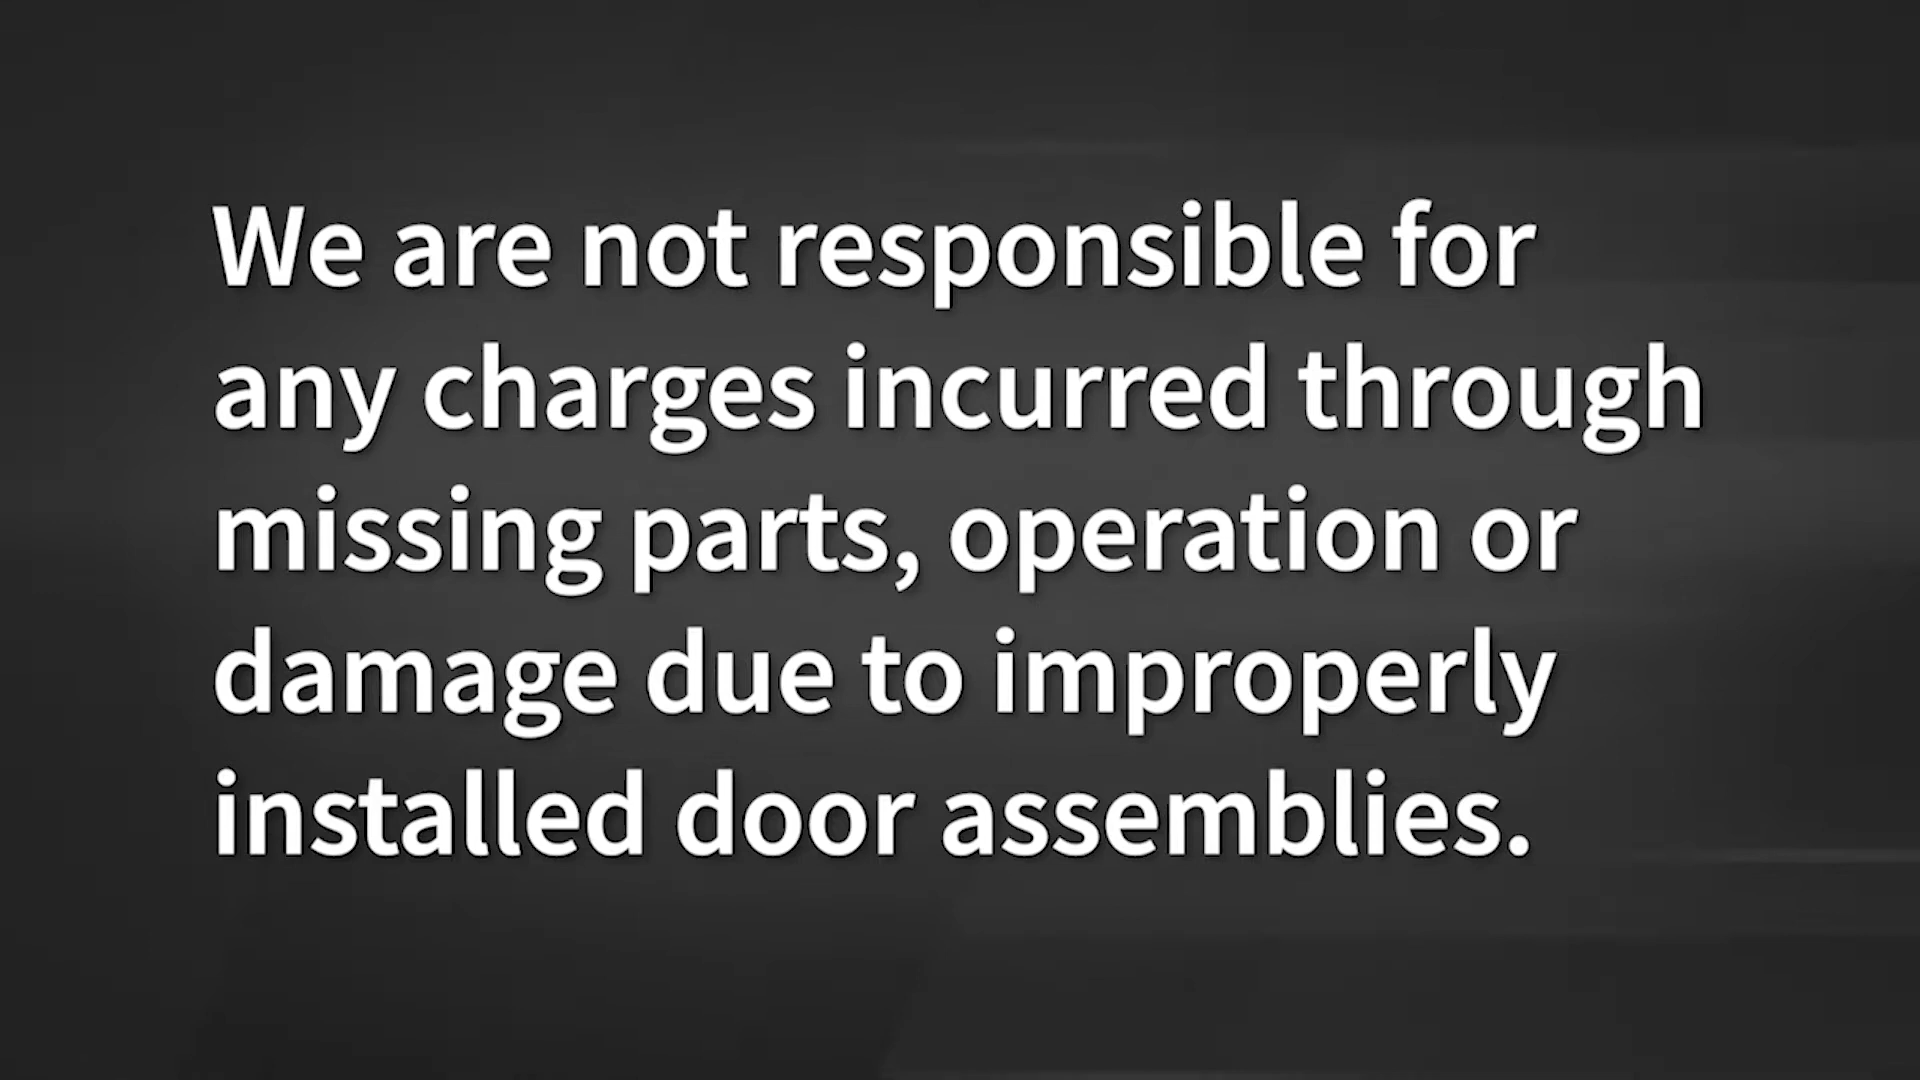 We are not responsible for
any charges incurred through
missing parts, operation or
damage due to improperly
installed door assemblies.